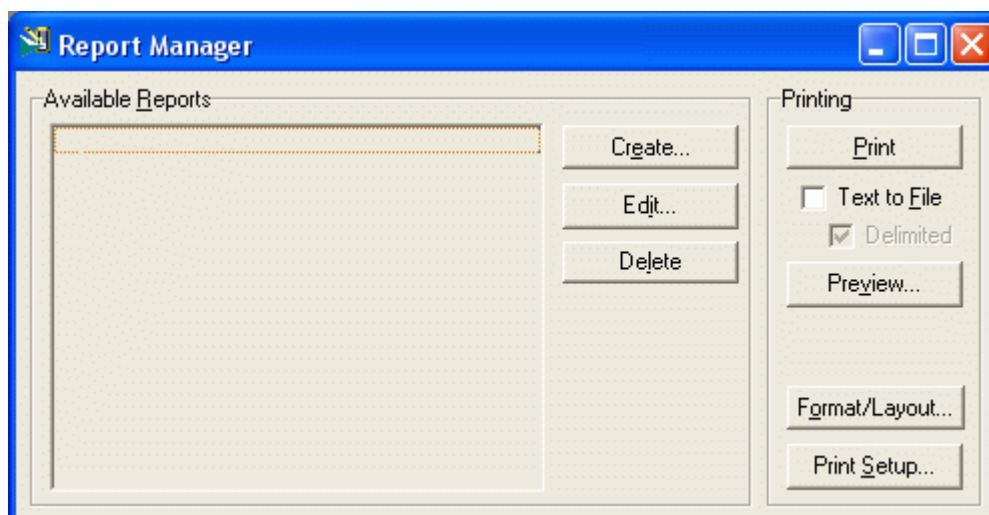 Report Manager
Available Reports
Create...
Edit...
Delete
Printing
Print
Text to File
Delimited
Preview...
Format/Layout...
Print Setup...